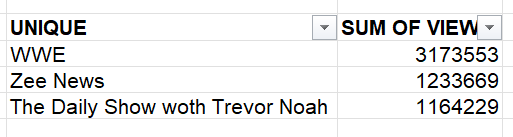 UNIQUE SUM OF VIEW
WWE 3173553
Zee News 1233669
The Daily Show woth Trevor Noah 1164229